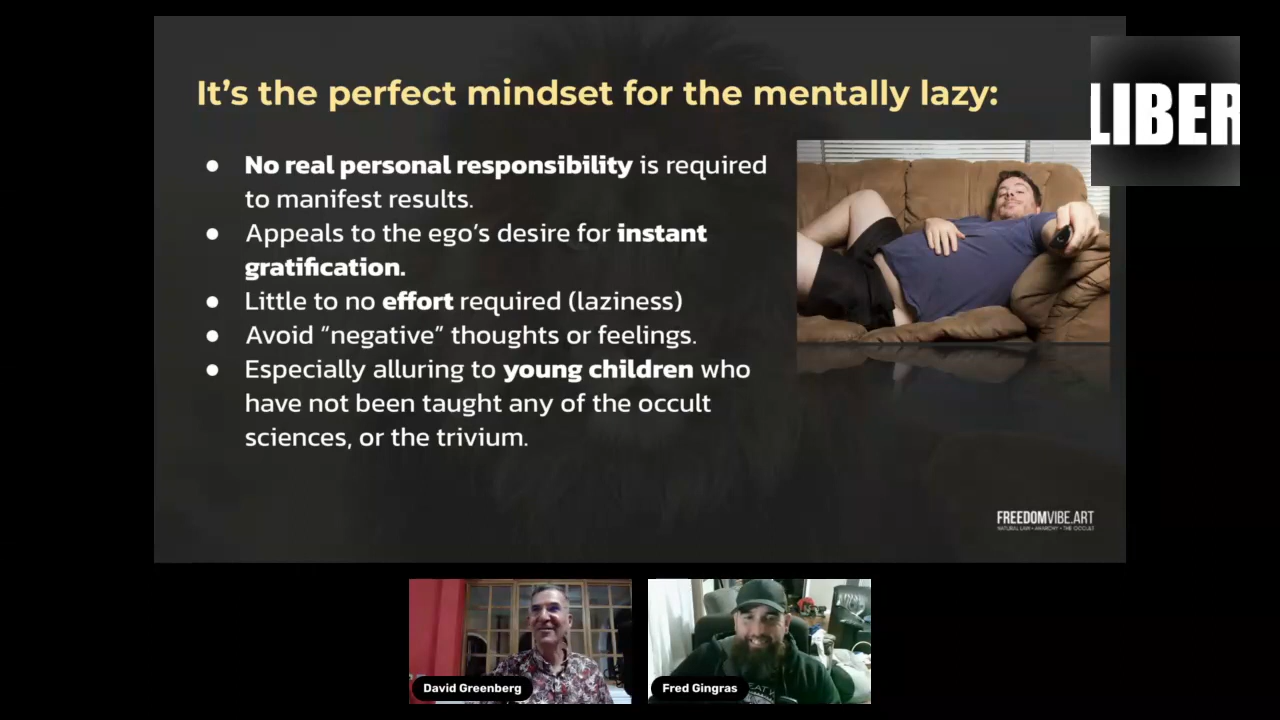 It's the perfect mindset for the mentally lazy:
LIBER
● No real personal responsibility is required
to manifest results.
● Appeals to the ego's desire for instant
gratification.
● Little to no effort required (laziness)
● Avoid “negative” thoughts or feelings.
● Especially alluring to young children who
have not been taught any of the occult
sciences, or the trivium.
FREEDOMVIBE.ART
NATURAL LAW • ANARCHY • THE OCCULT
David Greenberg
Fred Gingras